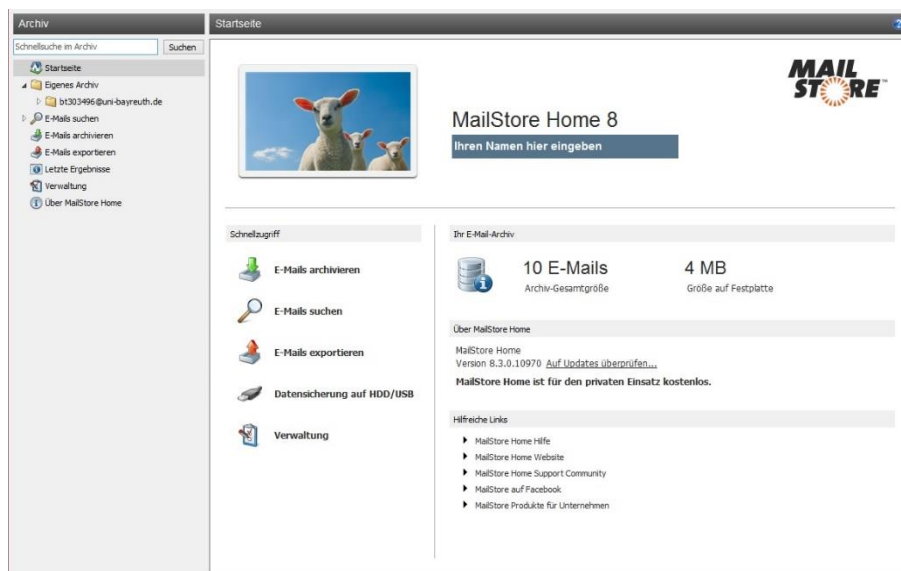 Archiv
Startseite
Schnellsuche im Archiv
Suchen
Startseite
Eigenes Archiv
bt303496@uni-bayreuth.de
E-Mails suchen
E-Mails archivieren
E-Mails exportieren
Letzte Ergebnisse
Verwaltung
Über MailStore Home
MAIL
STORE™
MailStore Home 8
Ihren Namen hier eingeben
Schnellzugriff
E-Mails archivieren
E-Mails suchen
E-Mails exportieren
Datensicherung auf HDD/USB
Verwaltung
Ihr E-Mail-Archiv
10 E-Mails 4 MB
Archiv-Gesamtgröße Größe auf Festplatte
Über MailStore Home
MailStore Home
Version 8.3.0.10970 Auf Updates überprüfen...
MailStore Home ist für den privaten Einsatz kostenlos.
Hilfreiche Links
MailStore Home Hilfe
MailStore Home Website
MailStore Home Support Community
MailStore auf Facebook
MailStore Produkte für Unternehmen